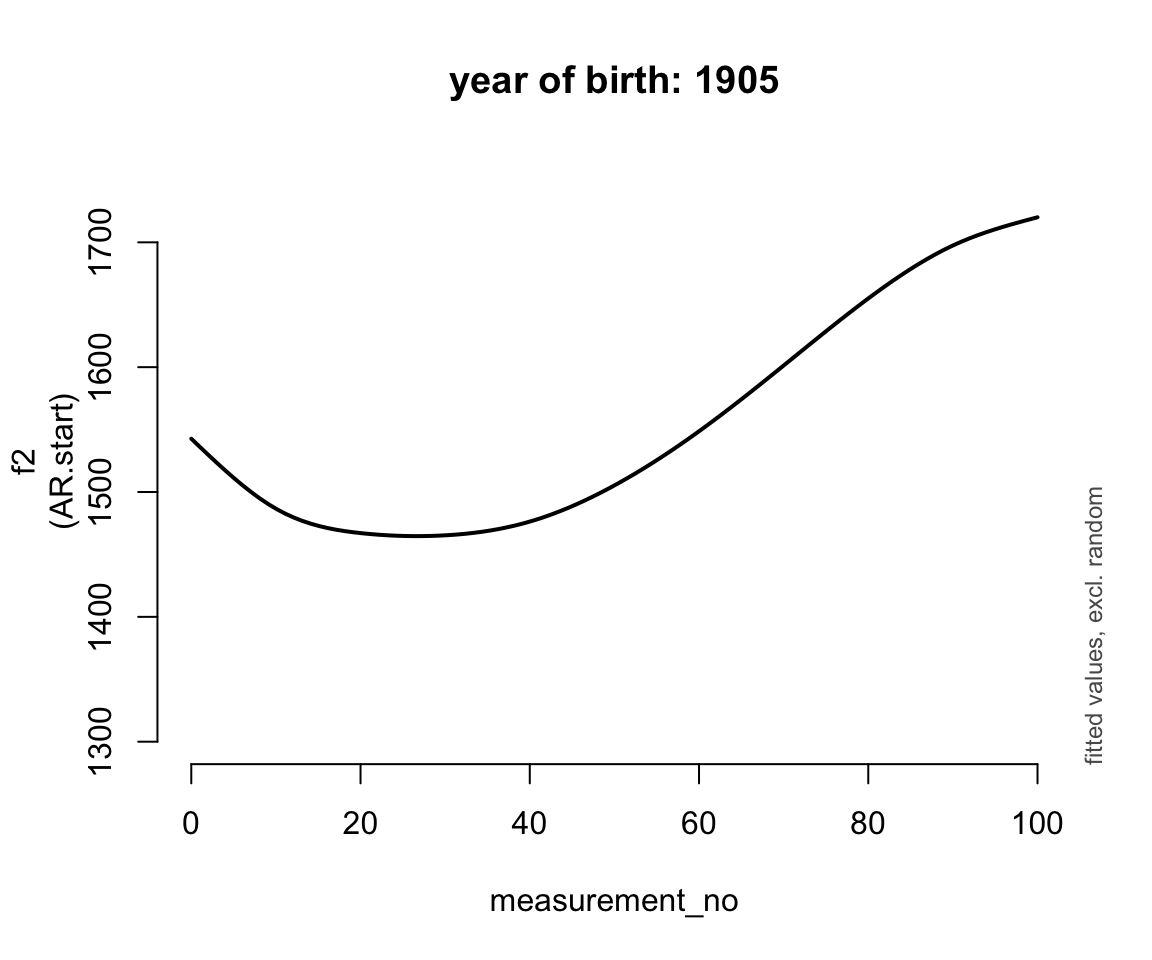 year of birth: 1905
f2
(AR.start)
1700
1600
1500
1400
1300
0 20 40 60 80 100
measurement_no
fitted values, excl. random